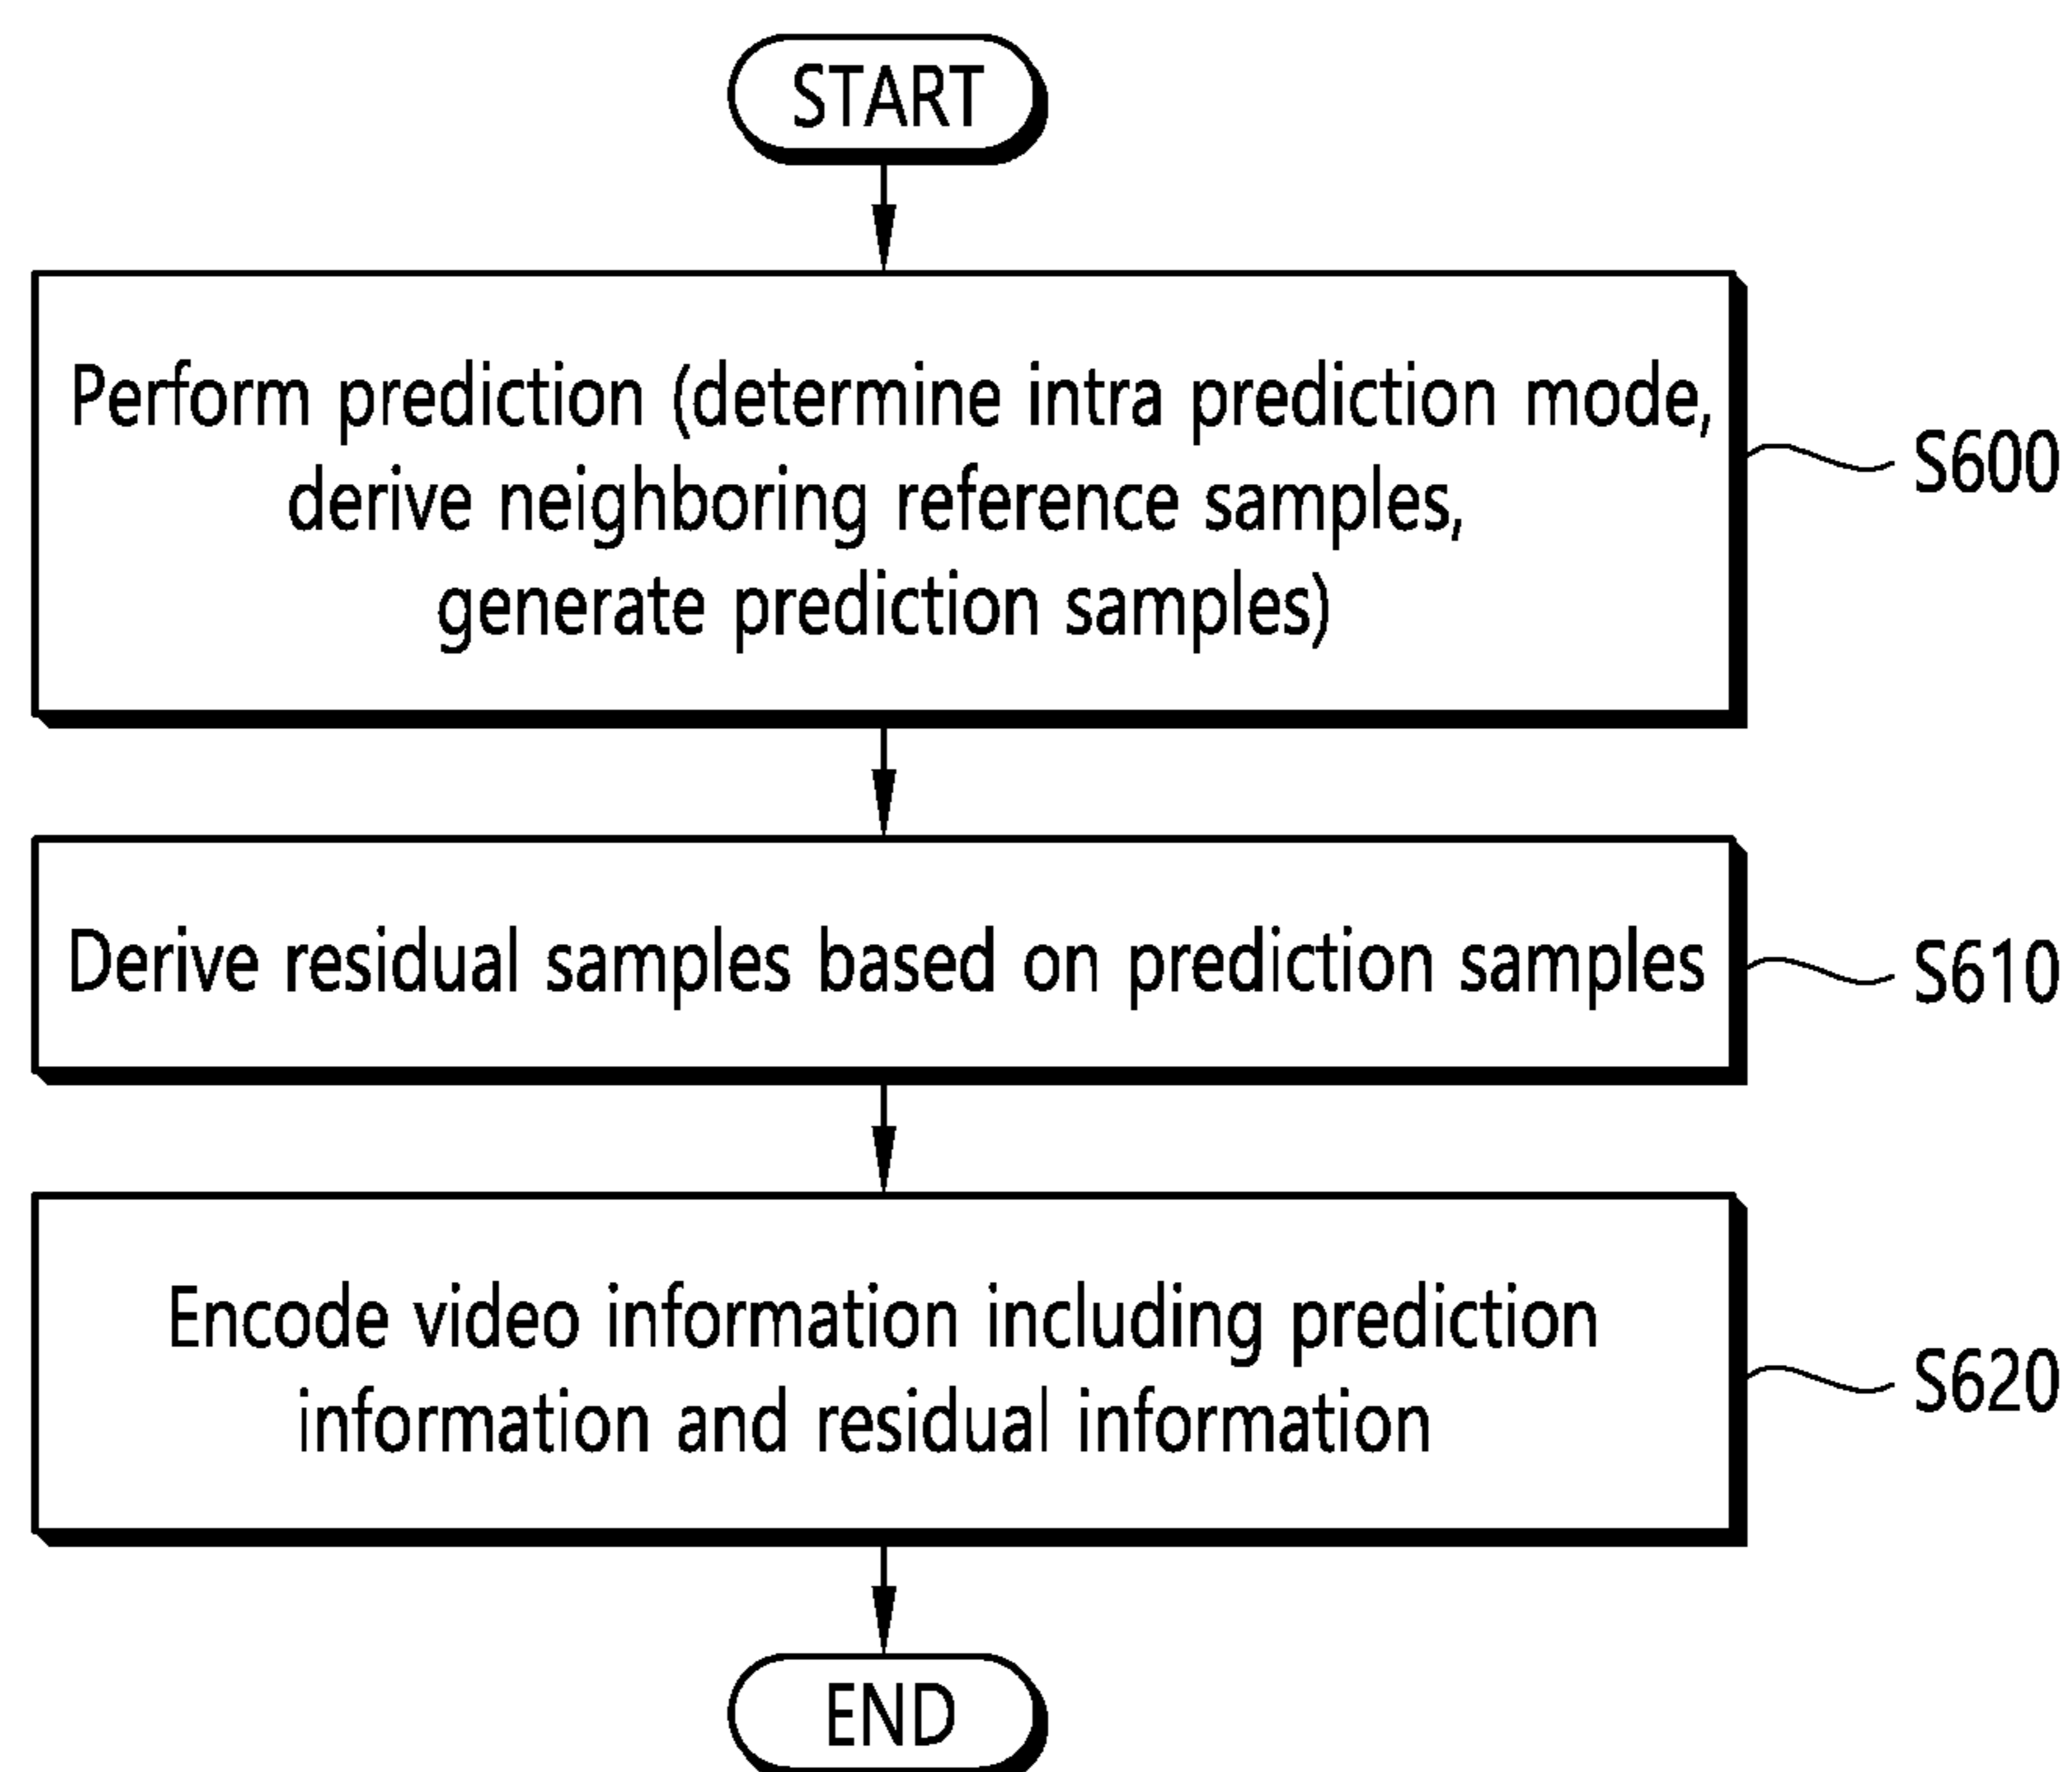 START
Perform prediction (determine intra prediction mode,
derive neighboring reference samples,
generate prediction samples)
S600
Derive residual samples based on prediction samples
S610
Encode video information including prediction
information and residual information
S620
END